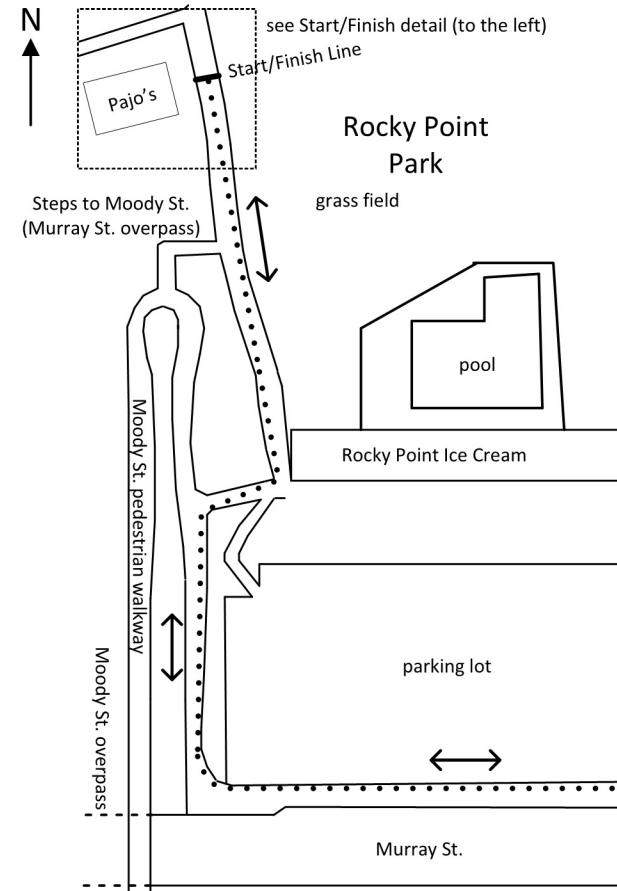 N
see Start/Finish detail (to the left)
Start/Finish Line
Pajo's
Rocky Point
Park
Steps to Moody St.
(Murray St. overpass)
grass field
pool
Rocky Point Ice Cream
Moody St. pedestrian walkway
Moody St. overpass
parking lot
Murray St.